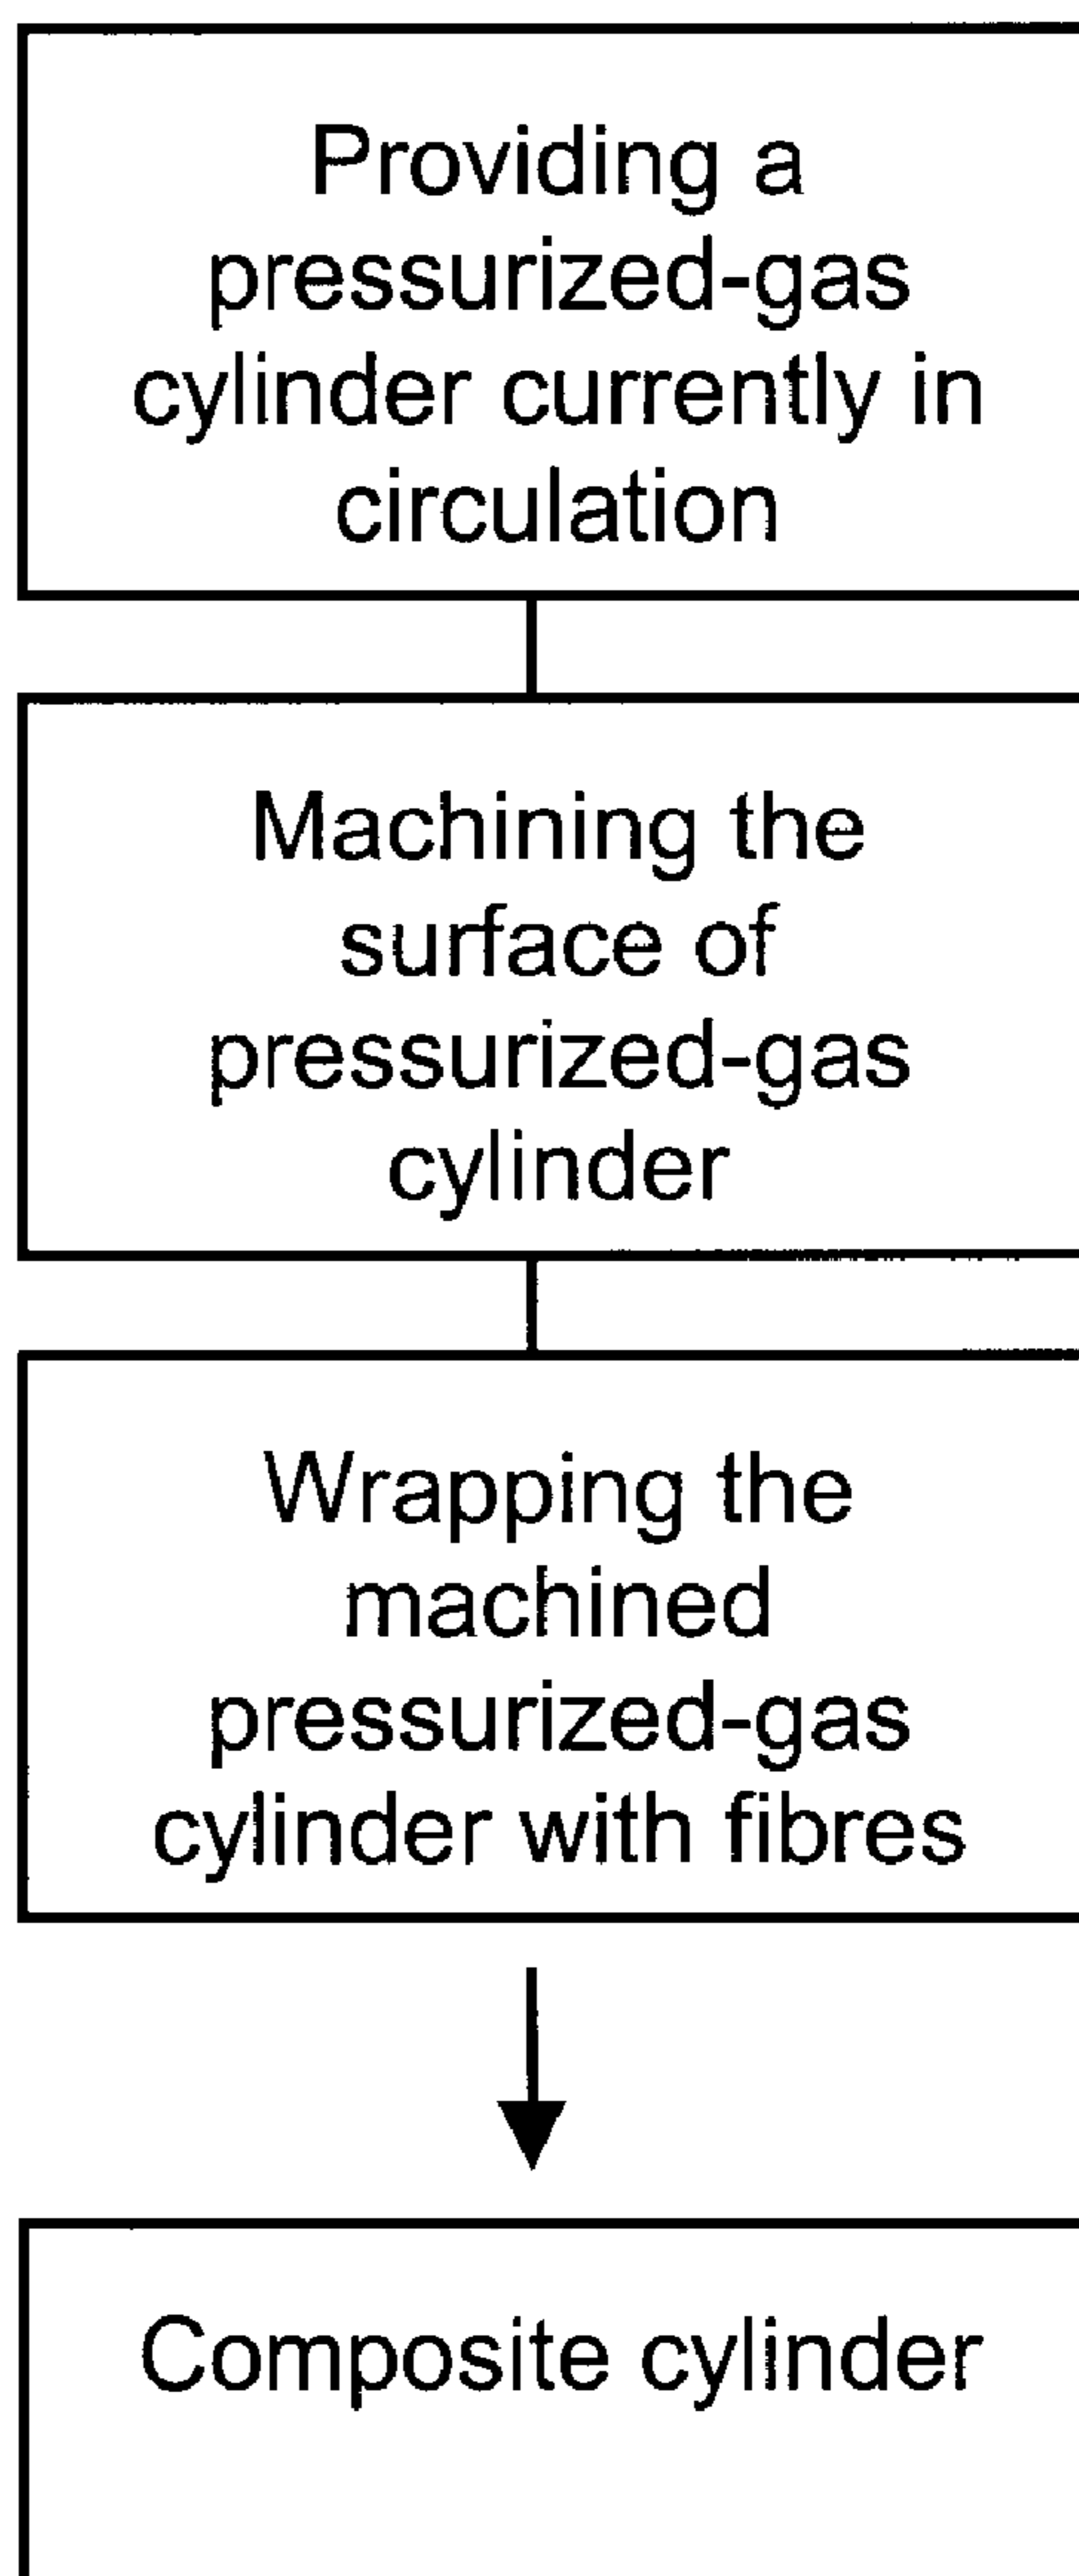 Providing a
pressurized-gas
cylinder currently in
circulation
Machining the
surface of
pressurized-gas
cylinder
Wrapping the
machined
pressurized-gas
cylinder with fibres
Composite cylinder